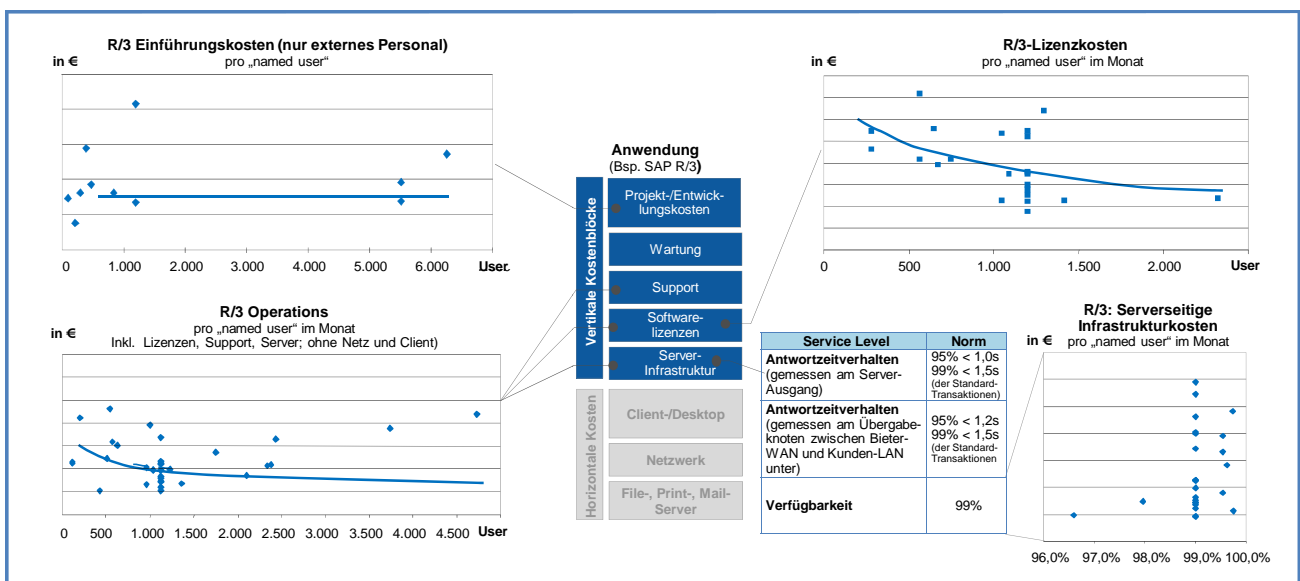 R/3 Einführungskosten (nur externes Personal)
in €
pro „named user“
0
1.000
2.000
3.000
4.000
5.000
6.000
User
R/3-Lizenzkosten
in €
pro „named user“ im Monat
0
500
1.000
1.500
2.000
User
Anwendung
(Bsp. SAP R/3)
Vertikale Kostenblöcke
Projekt-/Entwick-
lungskosten
Wartung
Support
Software-
lizenzen
Server-
Infrastruktur
Horizontale Kosten
Client-/Desktop
Netzwerk
File-, Print-, Mail-
Server
R/3 Operations
in €
pro „named user“ im Monat
Inkl. Lizenzen, Support, Server; ohne Netz und Client)
0
500
1.000
1.500
2.000
2.500
3.000
3.500
4.000
4.500
User
Service Level
Norm
Antwortzeitverhalten
(gemessen am Server-
Ausgang)
95% < 1,0s
99% < 1,5s
(der Standard-
Transaktionen)
Antwortzeitverhalten
(gemessen am Übergabe-
knoten zwischen Bieter-
WAN und Kunden-LAN
unter)
95% < 1,2s
99% < 1,5s
(der Standard-
Transaktionen
Verfügbarkeit
99%
R/3: Serverseitige
Infrastrukturkosten
in €
pro „named user“ im Monat
96,0%
97,0%
98,0%
99,0%
100,0%